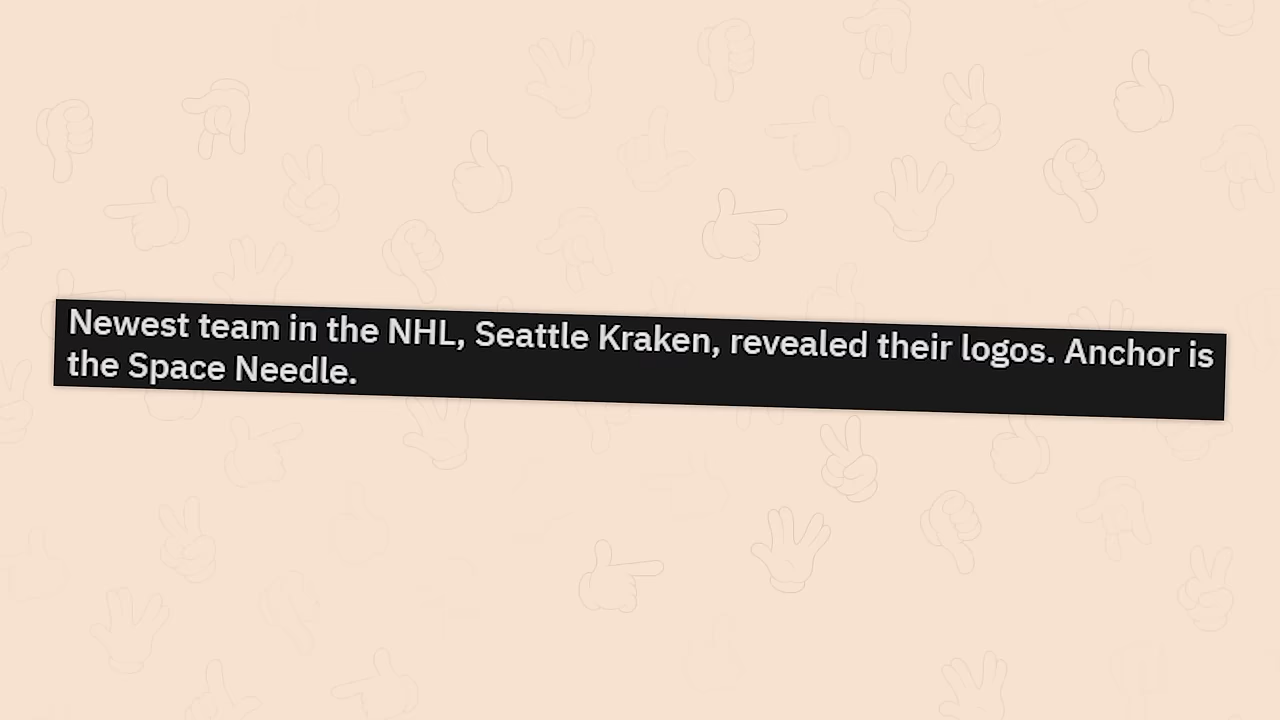 Newest team in the NHL, Seattle Kraken, revealed their logos. Anchor is
the Space Needle.